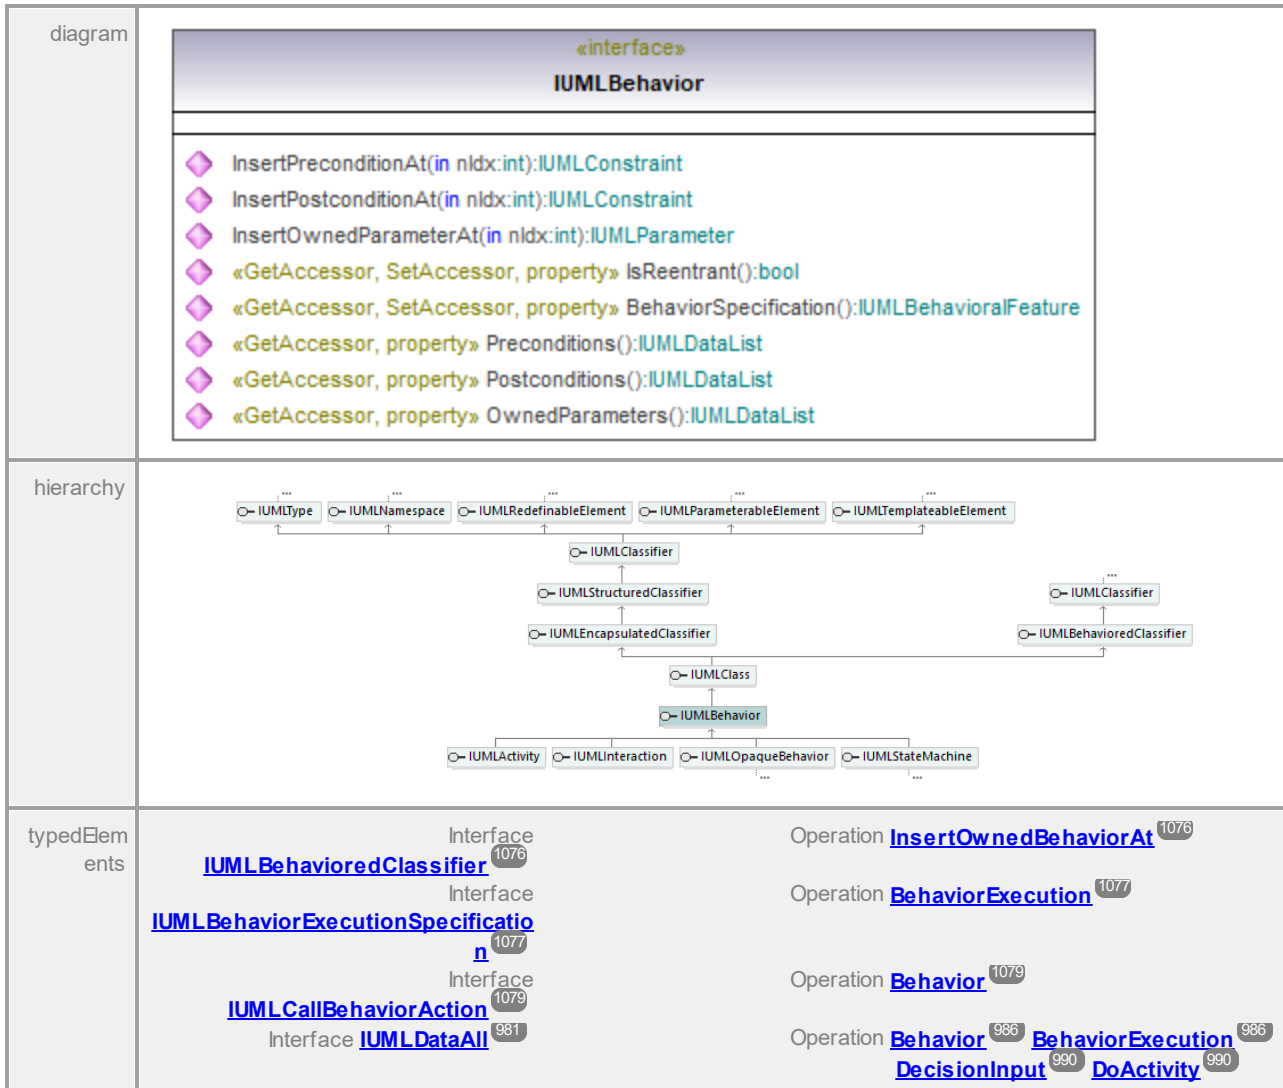 diagram
«interface»
IUMLBehavior
InsertPreconditionAt(in nIdx:int):IUMLConstraint
InsertPostconditionAt(in nIdx:int):IUMLConstraint
InsertOwnedParameterAt(in nIdx:int):IUMLParameter
«GetAccessor, SetAccessor, property» IsReentrant():bool
«GetAccessor, SetAccessor, property» BehaviorSpecification():IUMLBehavioralFeature
«GetAccessor, property» Preconditions():IUMLDataList
«GetAccessor, property» Postconditions():IUMLDataList
«GetAccessor, property» OwnedParameters():IUMLDataList
hierarchy
... ... ... ... ...
IUMLType IUMLNamespace IUMLRedefinableElement IUMLParameterableElement IUMLTemplateableElement
IUMLClassifier
...
IUMLStructuredClassifier IUMLClassifier
IUMLEncapsulatedClassifier IUMLBehavioredClassifier
IUMLClass
IUMLBehavior
IUMLActivity IUMLInteraction IUMLOpaqueBehavior IUMLStateMachine
... ...
typedElem
ents
Interface Operation InsertOwnedBehaviorAt 1076
IUMLBehavioredClassifier 1076
Interface Operation BehaviorExecution 1077
IUMLBehaviorExecutionSpecificatio
n 1077
Interface Operation Behavior 1079
IUMLCallBehaviorAction 1079
Interface IUMLDataAll 981 Operation Behavior 986 BehaviorExecution 986
DecisionInput 990 DoActivity 990